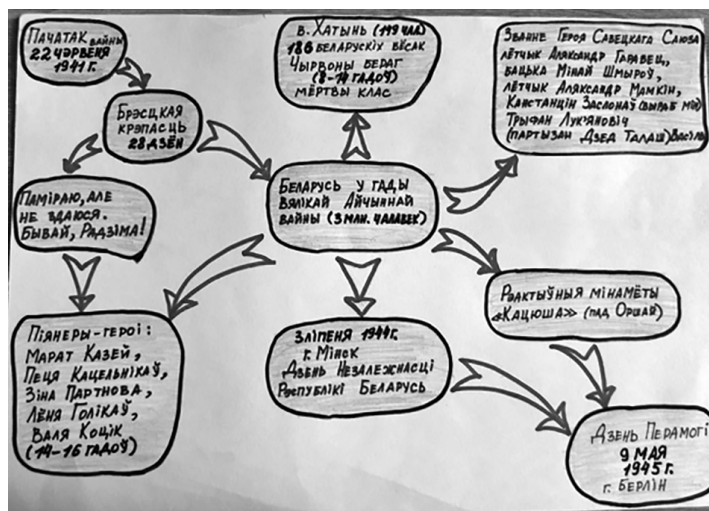 Пачатак вайны
22 чэрвеня
1941 г.
Брэсцкая
крэпасць
28 дзён
Паміраю, але
не здаюся.
Бывай, Радзіма!
Піянеры-героі:
Марат Казей,
Пеця Кацельнікаў,
Зіна Партнова,
Лёня Голікаў,
Валя Коцік
(14-16 гадоў)
в. Хатынь (149 чал.)
186 беларускіх вёсак
Чырвоны Бераг
(8-14 гадоў)
мёртвы клас
Беларусь у гады
Вялікай Айчыннай
вайны (3 млн. чалавек)
3 ліпеня 1944 г.
г. Мінск
Дзень Незалежнасці
Рэспублікі Беларусь
Званне Героя Савецкага Саюза
лётчык Аляксандр Гаравец,
бацька Мінай Шмыроў,
лётчык Аляксандр Мамкін,
Канстанцін Заслонаў (выраб мін)
Трыфан Лук'яновіч
(партызан Дзед Талаш)
Рэактыўныя мінамёты
«Кацюша» (пад Оршай)
Дзень Перамогі
9 мая
1945 г.
г. Берлін